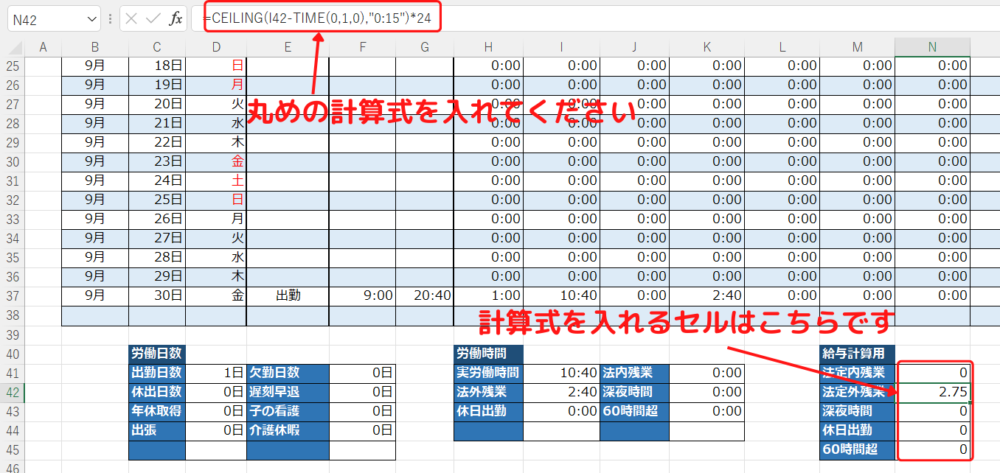 N42 fx =CEILING(I42-TIME(0,1,0),"0:15")*24
A B C D E F G H I J K L M N
25 9月 18日 日 0:00 0:00 0:00 0:00 0:00 0:00 0:00
26 9月 19日 月 0:00 0:00 0:00 0:00 0:00 0:00 0:00
27 9月 20日 火 0:00 0:00 0:00 0:00 0:00 0:00 0:00
丸めの計算式を入れてください
28 9月 21日 水 0:00 0:00 0:00 0:00 0:00 0:00 0:00
29 9月 22日 木 0:00 0:00 0:00 0:00 0:00 0:00 0:00
30 9月 23日 金 0:00 0:00 0:00 0:00 0:00 0:00 0:00
31 9月 24日 土 0:00 0:00 0:00 0:00 0:00 0:00 0:00
32 9月 25日 日 0:00 0:00 0:00 0:00 0:00 0:00 0:00
33 9月 26日 月 0:00 0:00 0:00 0:00 0:00 0:00 0:00
34 9月 27日 火 0:00 0:00 0:00 0:00 0:00 0:00 0:00
35 9月 28日 水 0:00 0:00 0:00 0:00 0:00 0:00 0:00
36 9月 29日 木 0:00 0:00 0:00 0:00 0:00 0:00 0:00
37 9月 30日 金 出勤 9:00 20:40 1:00 10:40 0:00 2:40 0:00 0:00 0:00
38
計算式を入れるセルはこちらです
39
40 労働日数 労働時間 給与計算用
41 出勤日数 1日 欠勤日数 0日 実労働時間 10:40 法内残業 0:00 法定内残業 0
42 休出日数 0日 遅刻早退 0日 法外残業 2:40 深夜時間 0:00 法定外残業 2.75
43 年休取得 0日 子の看護 0日 休日出勤 0:00 60時間超 0:00 深夜時間 0
44 出張 0日 介護休暇 0日 休日出勤 0
45 60時間超 0
46